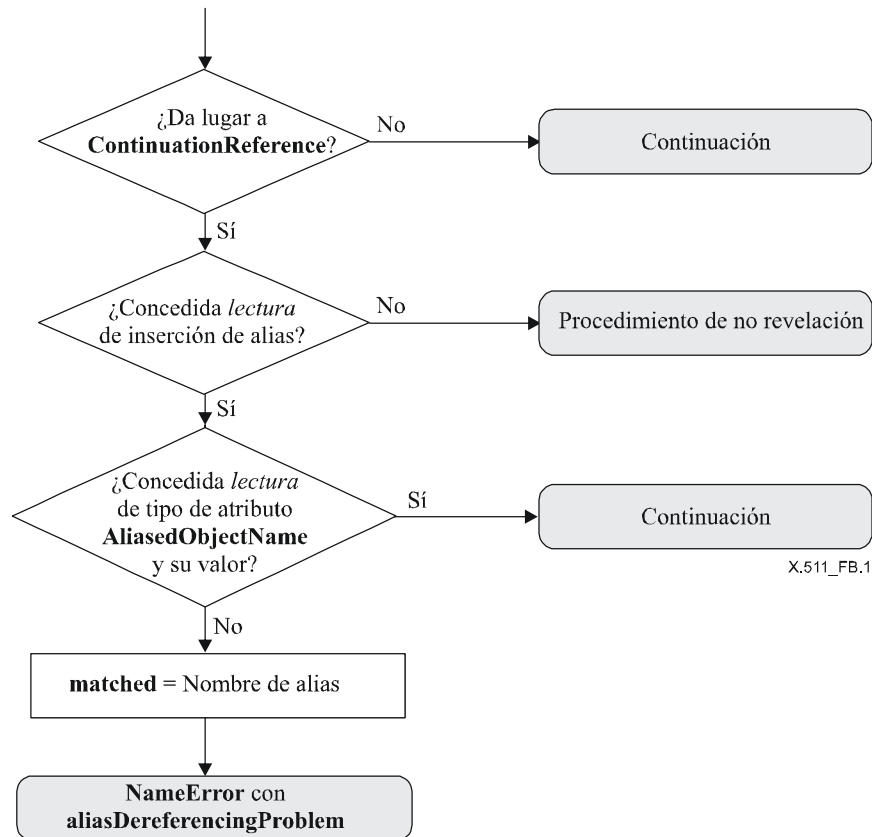 ¿Da lugar a
ContinuationReference?
No
Continuación
Sí
¿Concedida lectura
de inserción de alias?
No
Procedimiento de no revelación
Sí
¿Concedida lectura
de tipo de atributo
AliasedObjectName
y su valor?
Sí
Continuación
X.511_FB.1
No
matched = Nombre de alias
NameError con
aliasDereferencingProblem